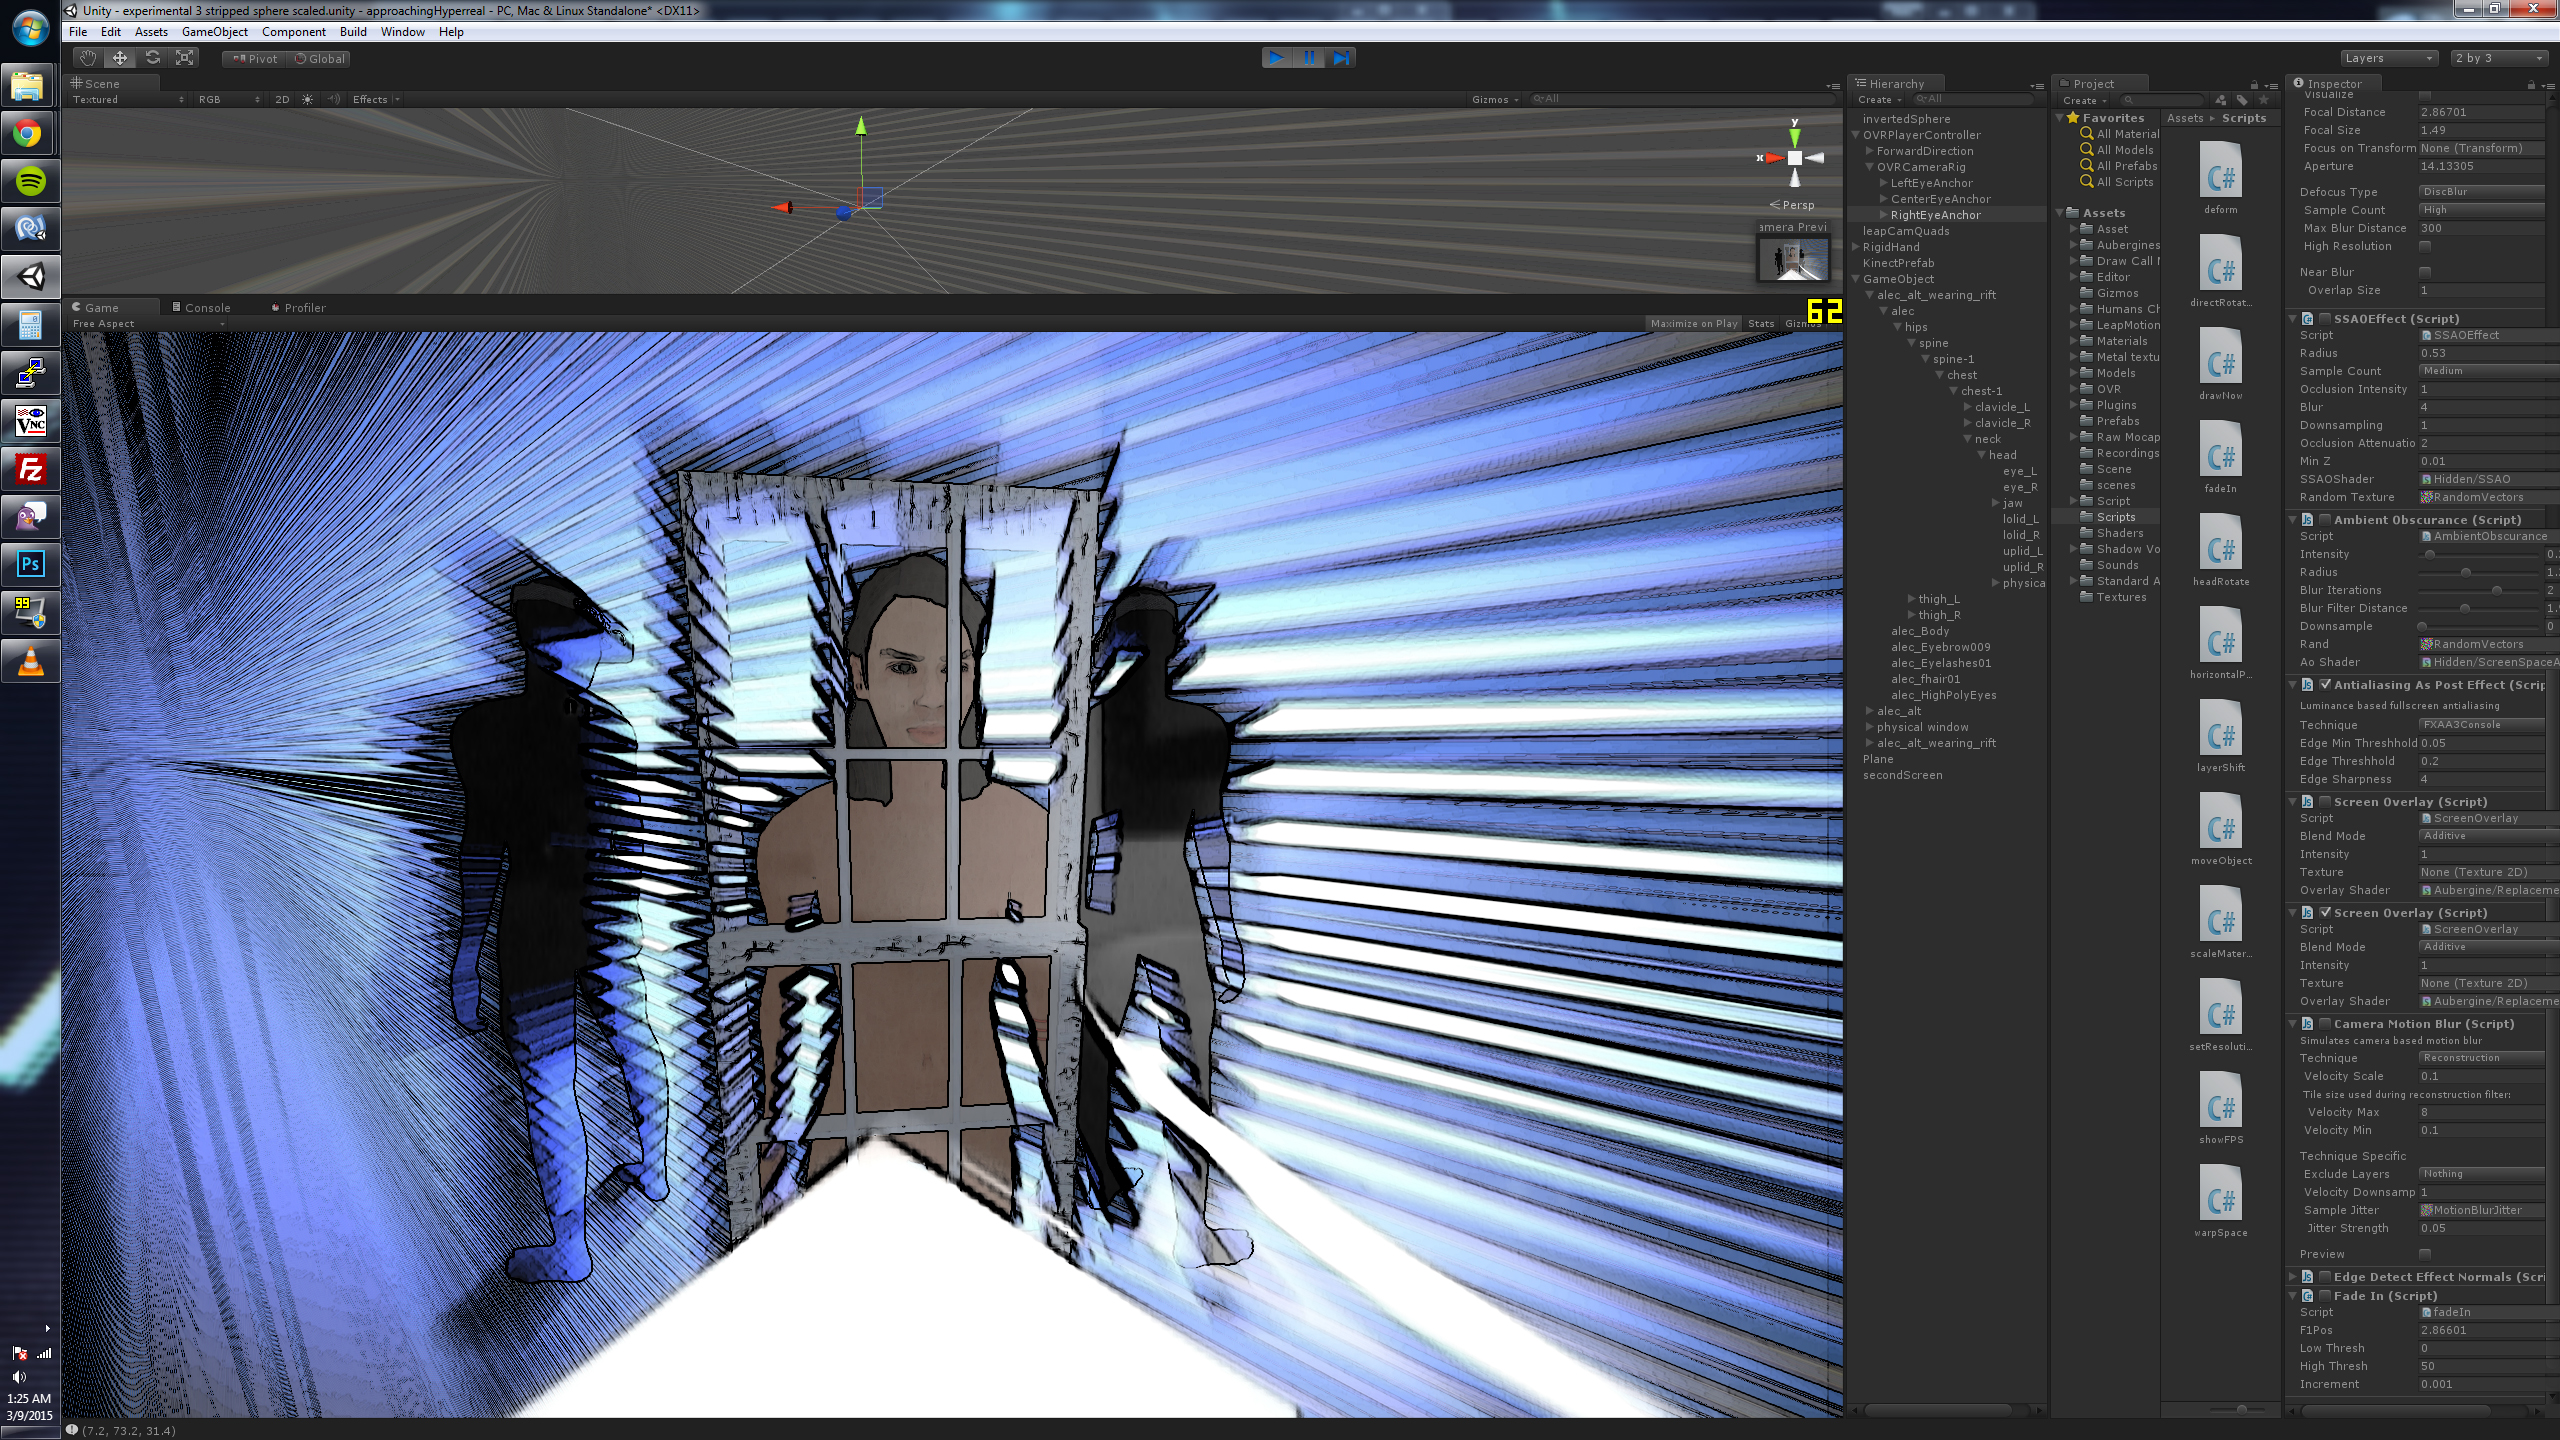 Unity - experimental 3 stripped sphere scaled.unity - approachingHyperreal - PC, Mac & Linux Standalone* <DX11>
File Edit Assets GameObject Component Build Window Help
Pivot Global
Layers
2 by 3
Scene
Textured RGB 2D Effects
Gizmos All
y
x
Persp
amera Previ
Game Console Profiler
Free Aspect
Maximize on Play Stats
62
Hierarchy
Create All
invertedSphere
OVRPlayerController
ForwardDirection
OVRCameraRig
LeftEyeAnchor
CenterEyeAnchor
RightEyeAnchor
leapCamQuads
RigidHand
KinectPrefab
GameObject
alec_alt_wearing_rift
alec
hips
spine
spine-1
chest
chest-1
clavicle_L
clavicle_R
neck
head
eye_L
eye_R
jaw
lolid_L
lolid_R
uplid_L
uplid_R
physica
thigh_L
thigh_R
alec_Body
alec_Eyebrow009
alec_Eyelashes01
alec_fhair01
alec_HighPolyEyes
alec_alt
physical window
alec_alt_wearing_rift
Plane
secondScreen
Project
Create
Favorites
All Material
All Models
All Prefabs
All Scripts
Assets
Asset
Aubergines
Draw Call
Editor
Gizmos
Humans C
LeapMotion
Materials
Metal textu
Models
OVR
Plugins
Prefabs
Raw Mocap
Recordings
Scene
scenes
Script
Scripts
Shaders
Shadow Vo
Sounds
Standard A
Textures
Assets Scripts
C#
deform
C#
directRotat...
C#
drawNow
C#
fadeIn
C#
headRotate
C#
horizontalP...
C#
layerShift
C#
moveObject
C#
scaleMater...
C#
setResoluti...
C#
showFPS
C#
warpSpace
Inspector
Visualize
Focal Distance 2.86701
Focal Size 1.49
Focus on Transform None (Transform)
Aperture 14.13305
Defocus Type DiscBlur
Sample Count High
Max Blur Distance 300
High Resolution
Near Blur
Overlap Size 1
SSAOEffect (Script)
Script SSAOEffect
Radius 0.53
Sample Count Medium
Occlusion Intensity 1
Blur 4
Downsampling 1
Occlusion Attenuatio 2
Min Z 0.01
SSAOShader Hidden/SSAO
Random Texture RandomVectors
Ambient Obscurance (Script)
Script AmbientObscurance
Intensity 0.
Radius 1.
Blur Iterations 2
Blur Filter Distance 1.
Downsample 0
Rand RandomVectors
Ao Shader Hidden/ScreenSpaceA
Antialiasing As Post Effect (Scrip
Luminance based fullscreen antialiasing
Technique FXAA3Console
Edge Min Threshhold 0.05
Edge Threshhold 0.2
Edge Sharpness 4
Screen Overlay (Script)
Script ScreenOverlay
Blend Mode Additive
Intensity 1
Texture None (Texture 2D)
Overlay Shader Aubergine/Replaceme
Screen Overlay (Script)
Script ScreenOverlay
Blend Mode Additive
Intensity 1
Texture None (Texture 2D)
Overlay Shader Aubergine/Replaceme
Camera Motion Blur (Script)
Simulates camera based motion blur
Technique Reconstruction
Velocity Scale 0.1
Tile size used during reconstruction filter:
Velocity Max 8
Velocity Min 0.1
Technique Specific
Exclude Layers Nothing
Velocity Downsamp 1
Sample Jitter MotionBlurJitter
Jitter Strength 0.05
Preview
Edge Detect Effect Normals (Scri
Fade In (Script)
Script fadeIn
F1Pos 2.86601
Low Thresh 0
High Thresh 50
Increment 0.001
VNC
Fz
Ps
99
1:25 AM
3/9/2015
(7.2, 73.2, 31.4)